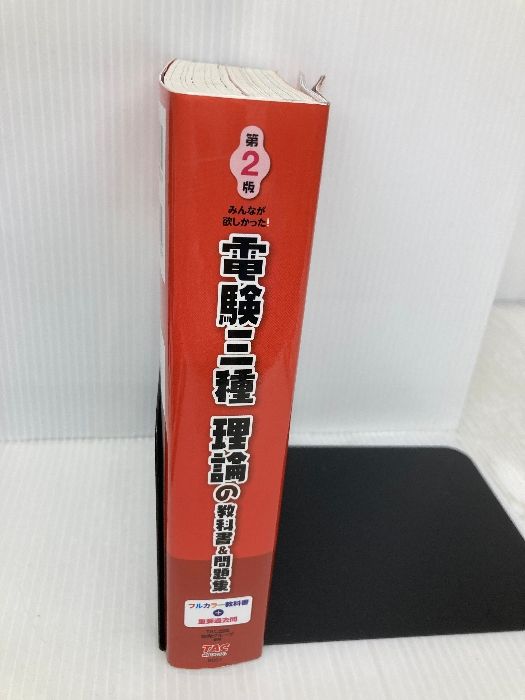 第
2
版
みんなが
欲しかった!
電験三種 理論の教科書&問題集
フルカラー教科書
+
重要過去問
TAC